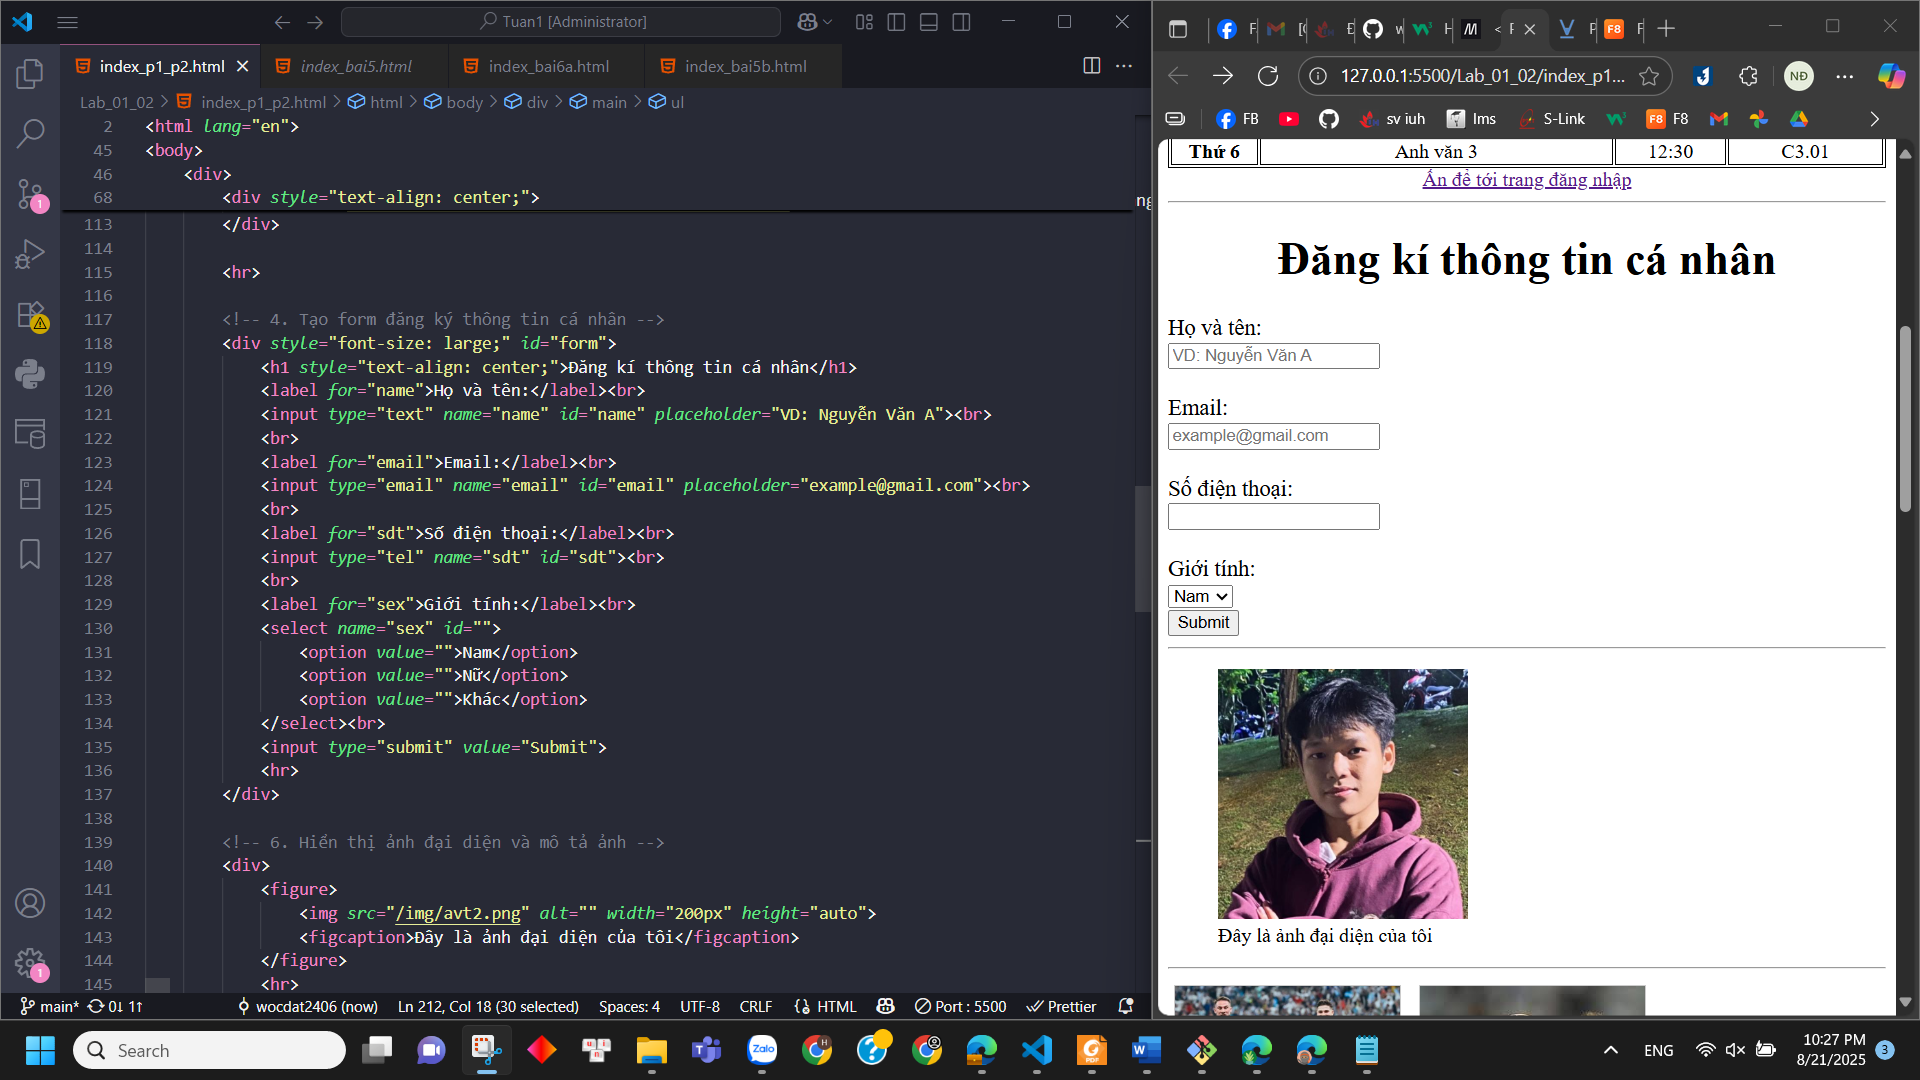 Tuan1 [Administrator]
index_p1_p2.html
index_bai5.html
index_bai6a.html
index_bai5b.html
Lab_01_02 > index_p1_p2.html > html > body > div > main > ul
2 <html lang="en">
45 <body>
46 <div>
68 <div style="text-align: center;">
113 </div>
114
115 <hr>
116
117 <!-- 4. Tạo form đăng ký thông tin cá nhân -->
118 <div style="font-size: large;" id="form">
119 <h1 style="text-align: center;">Đăng kí thông tin cá nhân</h1>
120 <label for="name">Họ và tên:</label><br>
121 <input type="text" name="name" id="name" placeholder="VD: Nguyễn Văn A"><br>
122 <br>
123 <label for="email">Email:</label><br>
124 <input type="email" name="email" id="email" placeholder="example@gmail.com"><br>
125 <br>
126 <label for="sdt">Số điện thoại:</label><br>
127 <input type="tel" name="sdt" id="sdt"><br>
128 <br>
129 <label for="sex">Giới tính:</label><br>
130 <select name="sex" id="">
131 <option value="">Nam</option>
132 <option value="">Nữ</option>
133 <option value="">Khác</option>
134 </select><br>
135 <input type="submit" value="Submit">
136 <hr>
137 </div>
138
139 <!-- 6. Hiển thị ảnh đại diện và mô tả ảnh -->
140 <div>
141 <figure>
142 <img src="/img/avt2.png" alt="" width="200px" height="auto">
143 <figcaption>Đây là ảnh đại diện của tôi</figcaption>
144 </figure>
145 <hr>
main* 0↓ 1↑ wocdat2406 (now) Ln 212, Col 18 (30 selected) Spaces: 4 UTF-8 CRLF HTML Port : 5500 Prettier
127.0.0.1:5500/Lab_01_02/index_p1...
NĐ
FB sv iuh lms S-Link F8 F8
Thứ 6 Anh văn 3 12:30 C3.01
Ấn để tới trang đăng nhập
Đăng kí thông tin cá nhân
Họ và tên:
VD: Nguyễn Văn A
Email:
example@gmail.com
Số điện thoại:
Giới tính:
Nam
Submit
Đây là ảnh đại diện của tôi
Search
Zalo
ENG
10:27 PM
8/21/2025
3